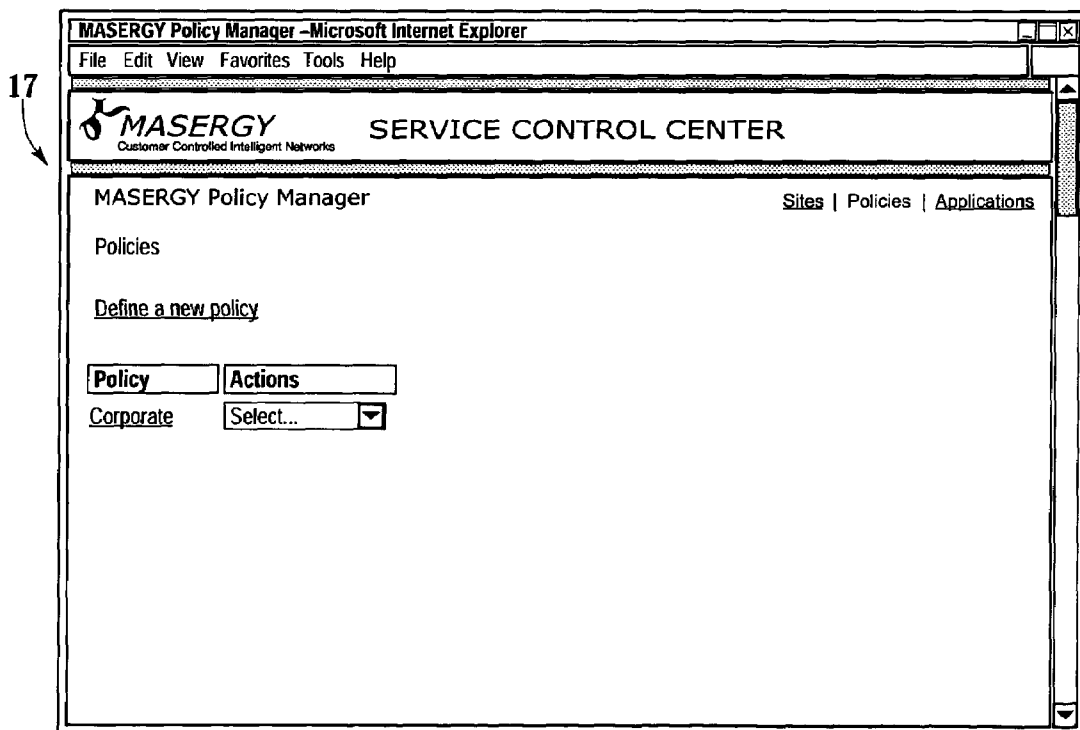 MASERGY Policy Manager –Microsoft Internet Explorer
File Edit View Favorites Tools Help
17
MASERGY SERVICE CONTROL CENTER
Customer Controlled Intelligent Networks
MASERGY Policy Manager
Sites | Policies | Applications
Policies
Define a new policy
Policy Actions
Corporate Select...